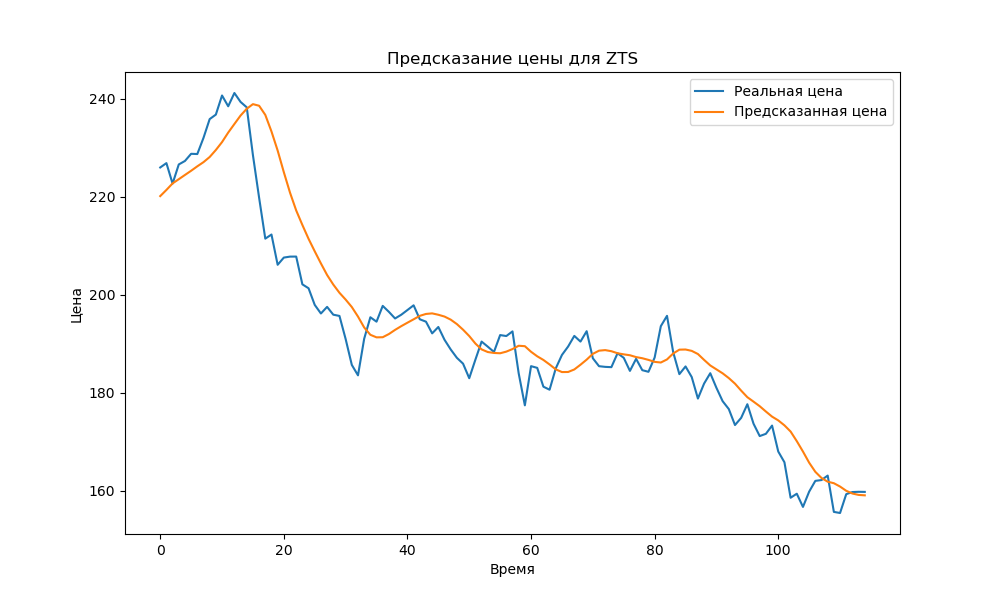 Предсказание цены для ZTS
Реальная цена
Предсказанная цена
Цена
240
220
200
180
160
0 20 40 60 80 100
Время